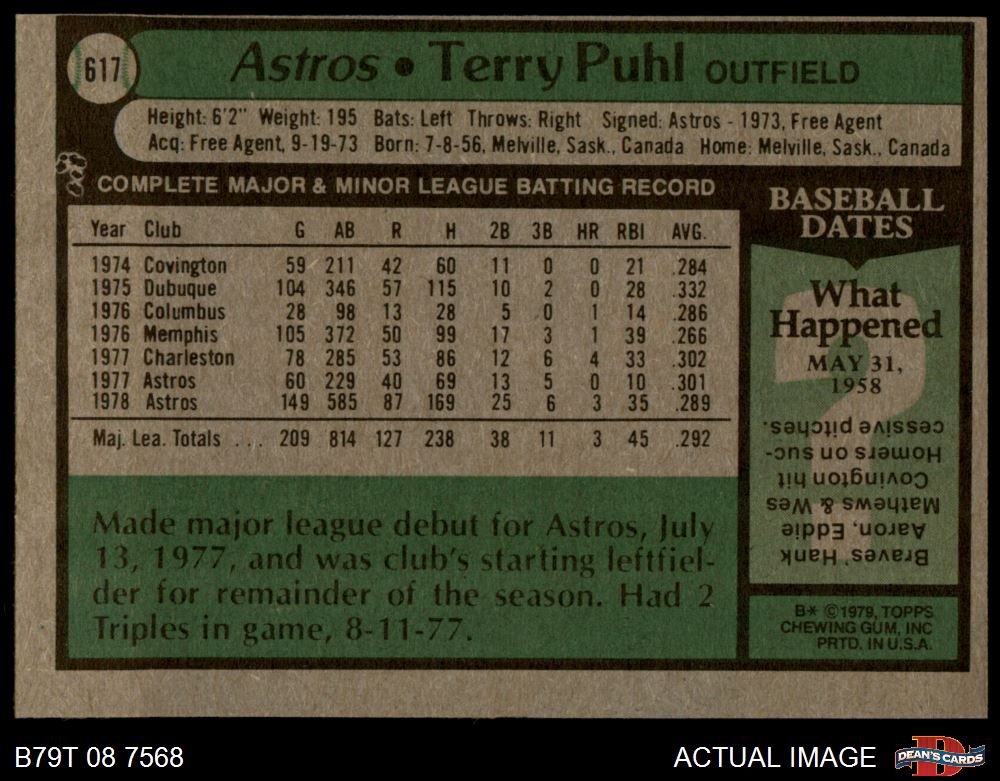 617
Astros • Terry Puhl OUTFIELD
Height: 6'2" Weight: 195 Bats: Left Throws: Right Signed: Astros - 1973, Free Agent
Acq: Free Agent, 9-19-73 Born: 7-8-56, Melville, Sask., Canada Home: Melville, Sask., Canada
COMPLETE MAJOR & MINOR LEAGUE BATTING RECORD
Year Club G AB R H 2B 3B HR RBI AVG.
1974 Covington 59 211 42 60 11 0 0 21 .284
1975 Dubuque 104 346 57 115 10 2 0 28 .332
1976 Columbus 28 98 13 28 5 0 1 14 .286
1976 Memphis 105 372 50 99 17 3 1 39 .266
1977 Charleston 78 285 53 86 12 6 4 33 .302
1977 Astros 60 229 40 69 13 5 0 10 .301
1978 Astros 149 585 87 169 25 6 3 35 .289
Maj. Lea. Totals . . . 209 814 127 238 38 11 3 45 .292
Made major league debut for Astros, July
13, 1977, and was club's starting leftfiel-
der for remainder of the season. Had 2
Triples in game, 8-11-77.
BASEBALL
DATES
What
Happened
MAY 31,
1958
?
Braves' Hank
Aaron, Eddie
Mathews & Wes
Covington hit
Homers on suc-
cessive pitches.
B* ©1979, TOPPS
CHEWING GUM, INC
PRTD. IN U.S.A.
B79T 08 7568
ACTUAL IMAGE
D
DEAN'S CARDS